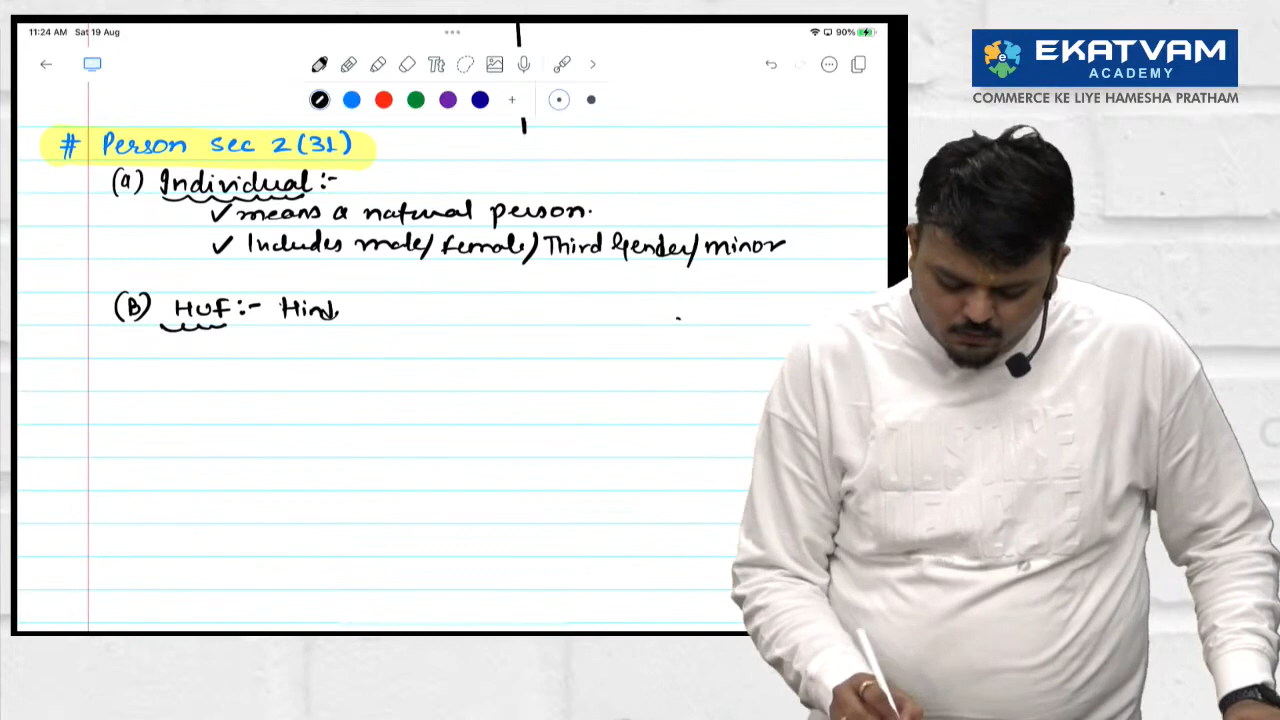 11:24 AM Sat 19 Aug
90%
Tt
# Person sec 2(31)
(a) Individual :-
✓ means a natural person.
✓ Includes male/female/Third Gender/minor
(B) HUF :- Hind
EKATVAM
ACADEMY
COMMERCE KE LIYE HAMESHA PRATHAM